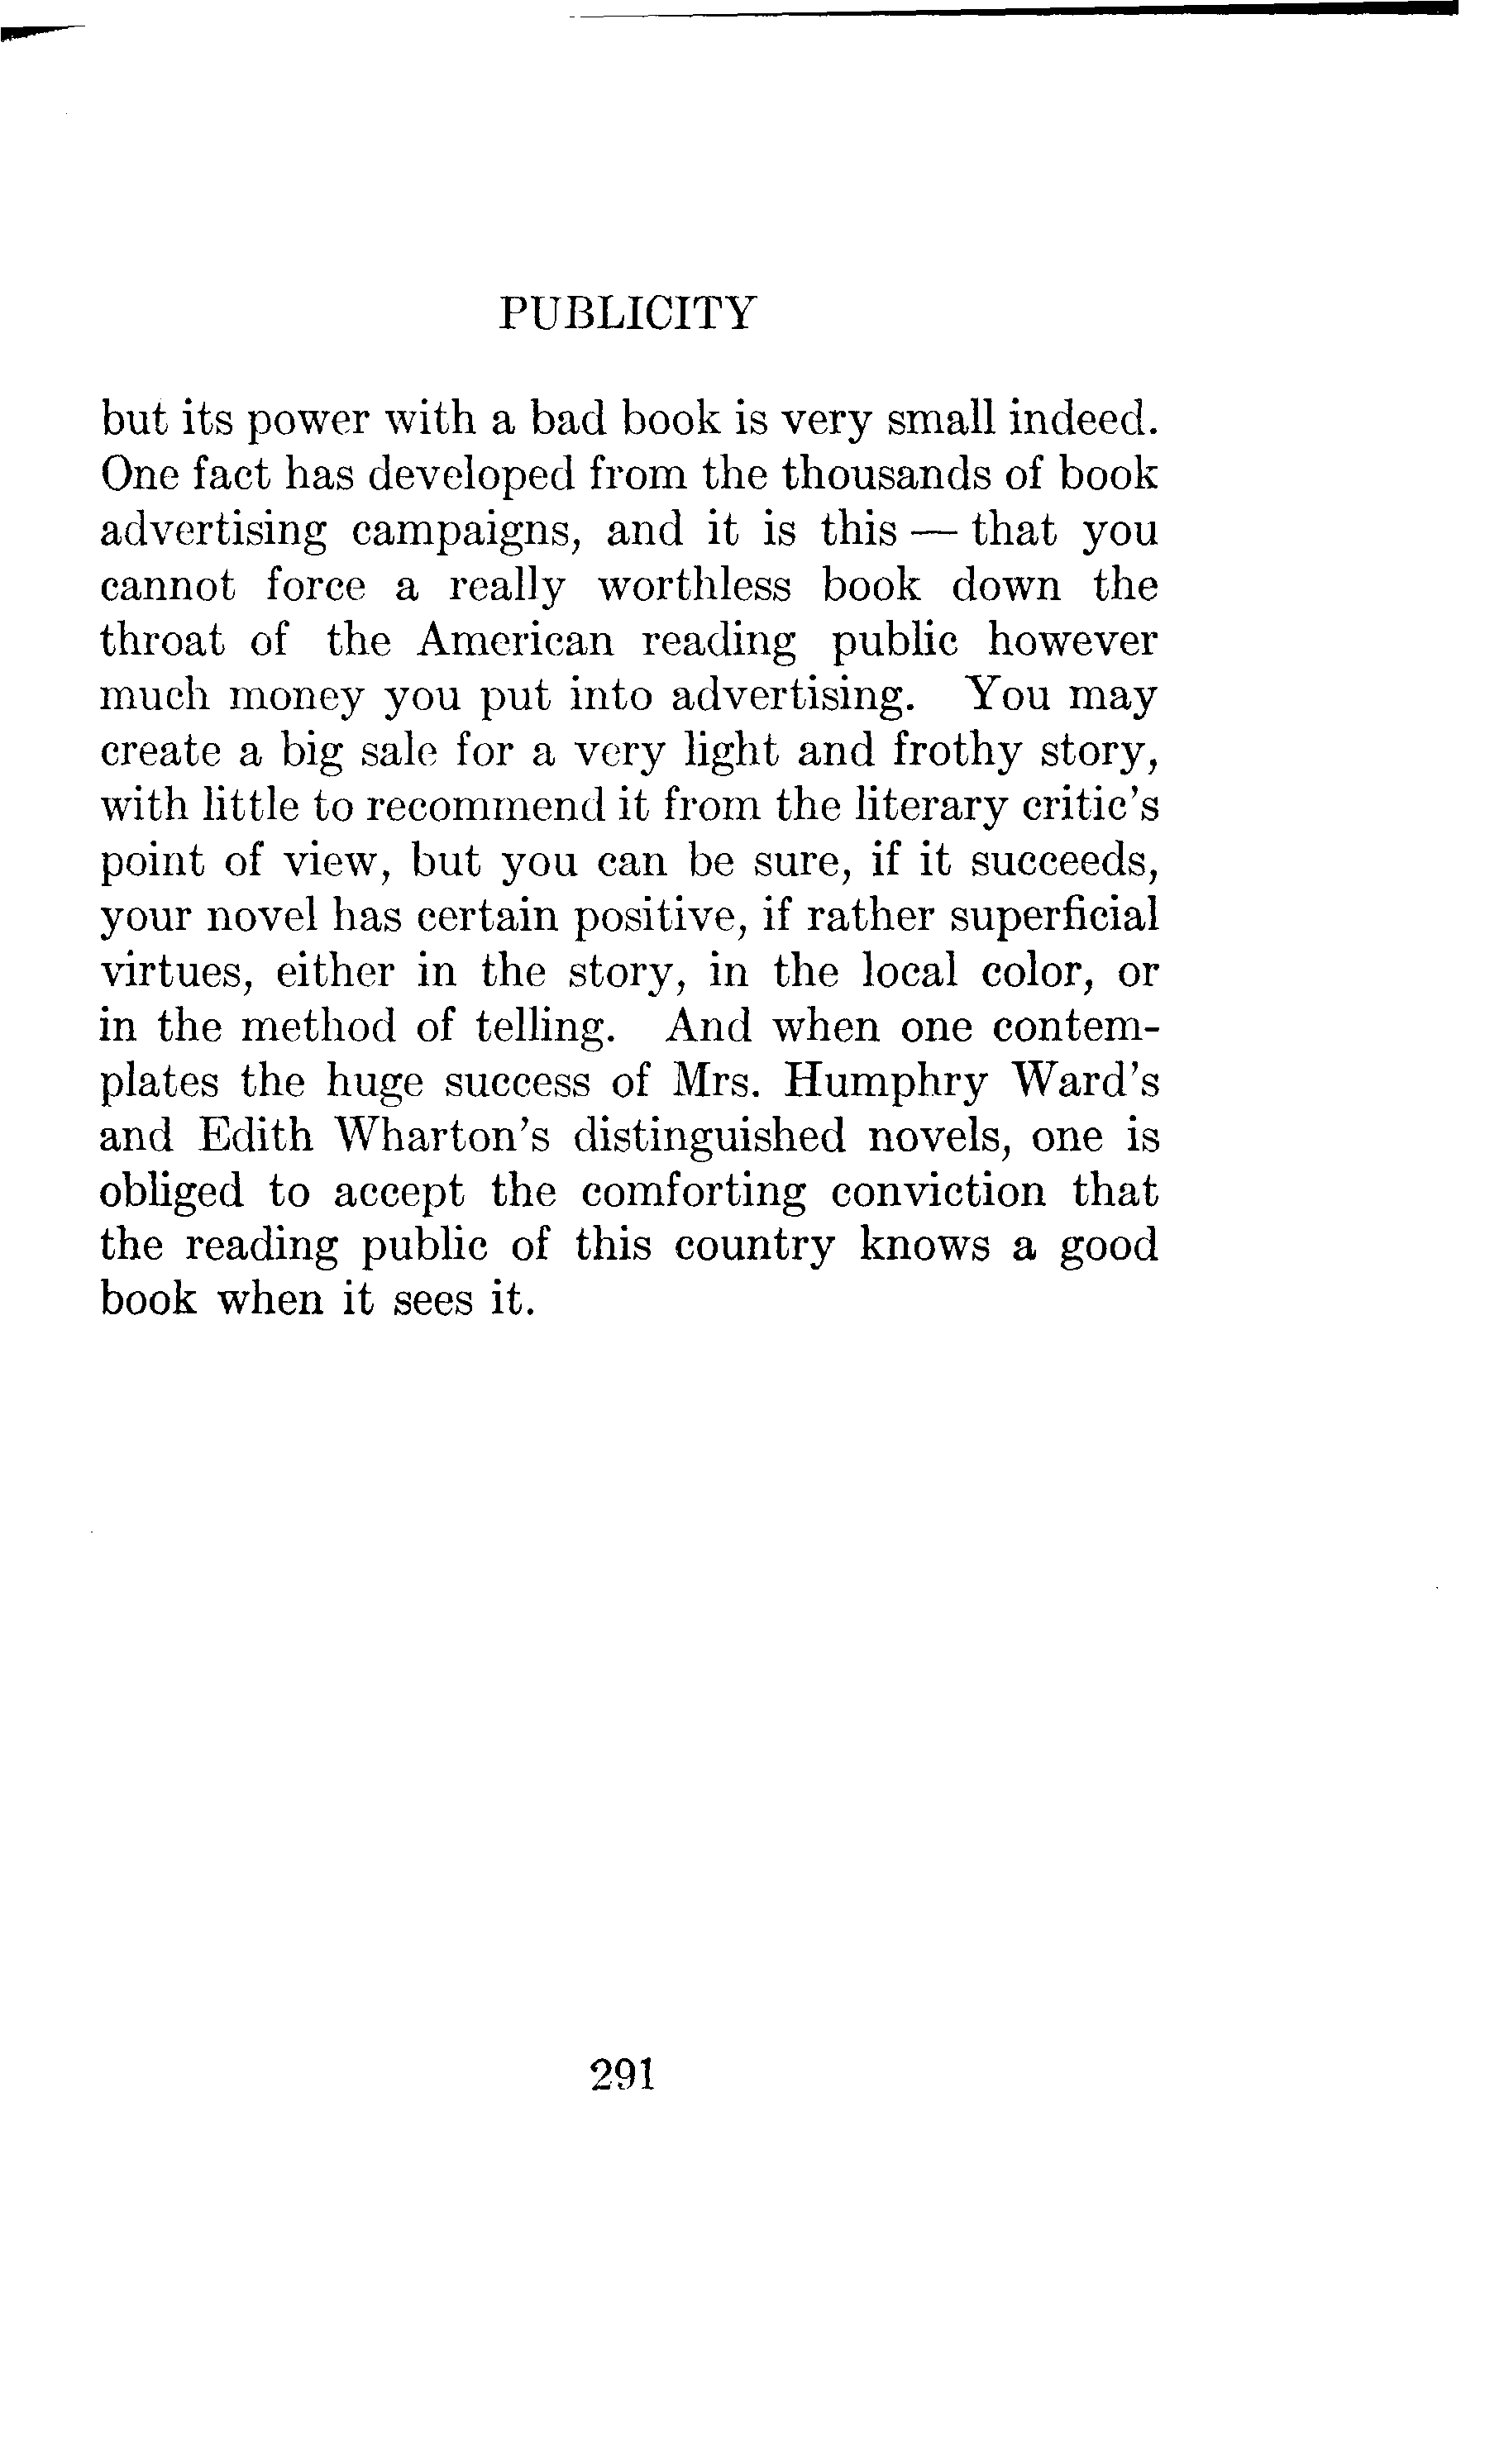 PUBLICITY
but its power with a bad book is very small indeed.
One fact has developed from the thousands of book
advertising campaigns, and it is this — that you
cannot force a really worthless book down the
throat of the American reading public however
much money you put into advertising. You may
create a big sale for a very light and frothy story,
with little to recommend it from the literary critic's
point of view, but you can be sure, if it succeeds,
your novel has certain positive, if rather superficial
virtues, either in the story, in the local color, or
in the method of telling. And when one contem-
plates the huge success of Mrs. Humphry Ward's
and Edith Wharton's distinguished novels, one is
obliged to accept the comforting conviction that
the reading public of this country knows a good
book when it sees it.
291